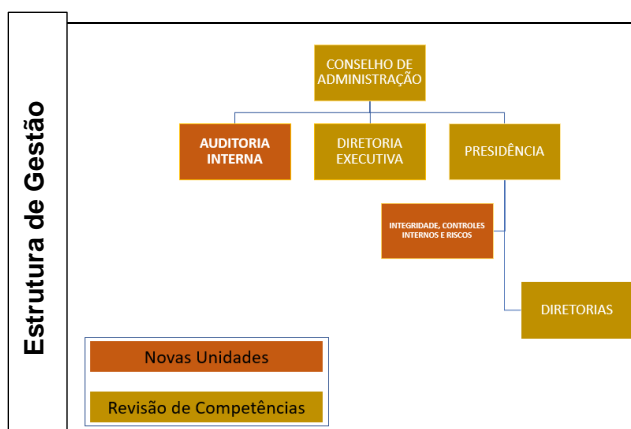 Estrutura de Gestão
CONSELHO DE
ADMINISTRAÇÃO
AUDITORIA
INTERNA
DIRETORIA
EXECUTIVA
PRESIDÊNCIA
INTEGRIDADE, CONTROLES
INTERNOS E RISCOS
DIRETORIAS
Novas Unidades
Revisão de Competências